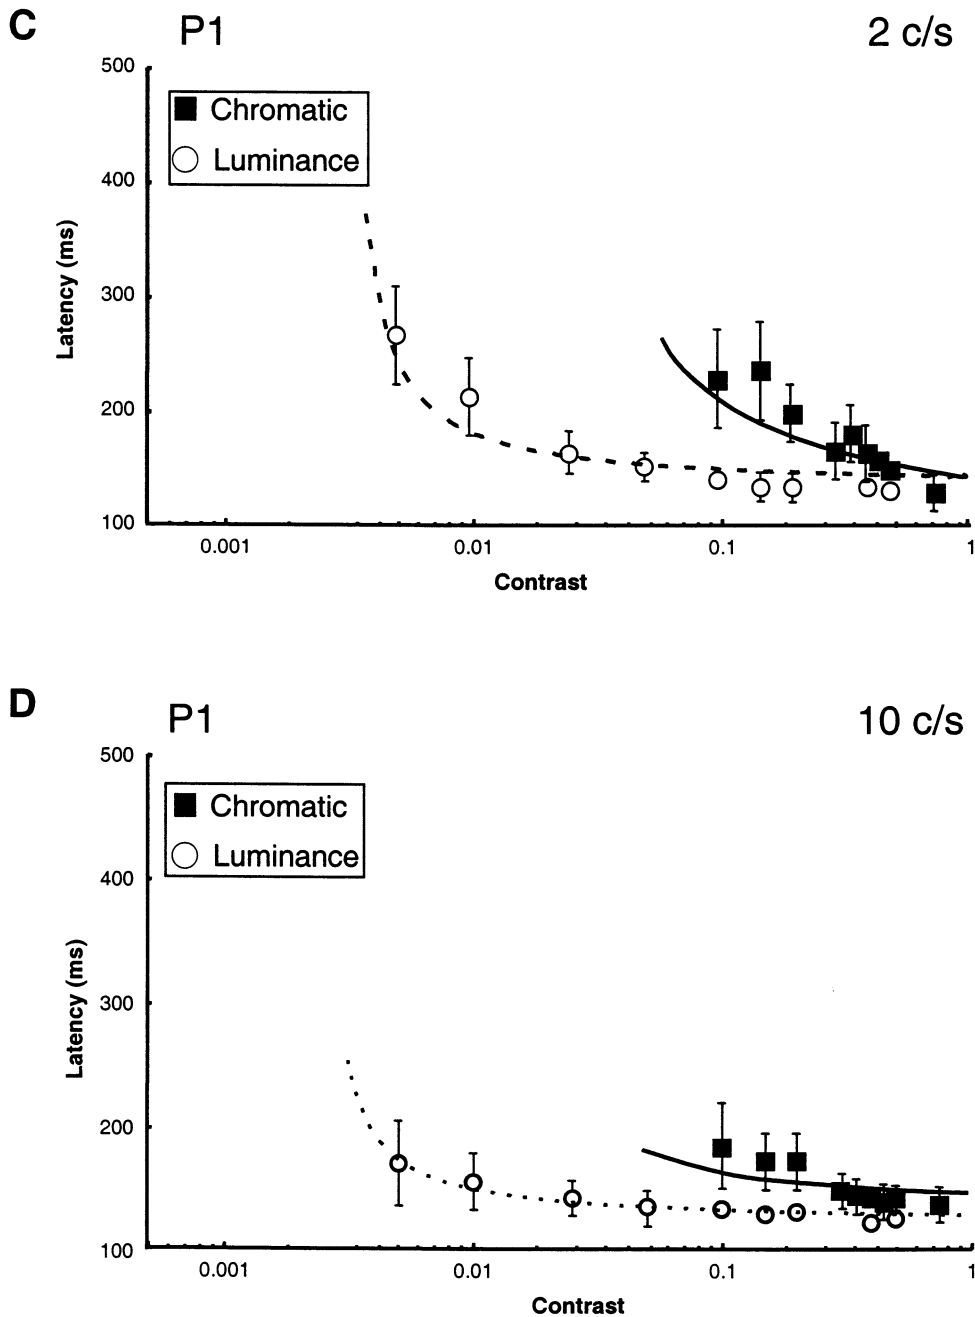 C
P1
2 c/s
500
Chromatic
Luminance
400
300
200
100
Latency (ms)
0.001
0.01
0.1
1
Contrast
D
P1
10 c/s
500
Chromatic
Luminance
400
300
200
100
Latency (ms)
0.001
0.01
0.1
1
Contrast